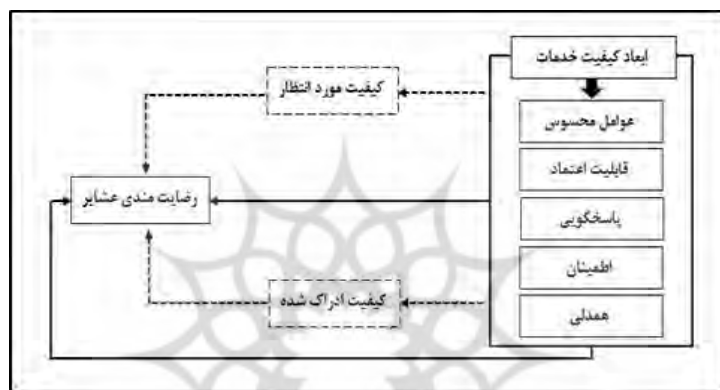 ابعاد کیفیت خدمات
عوامل محسوس
قابلیت اعتماد
پاسخگویی
اطمینان
همدلی
کیفیت مورد انتظار
کیفیت ادراک شده
رضایت مندی عشایر